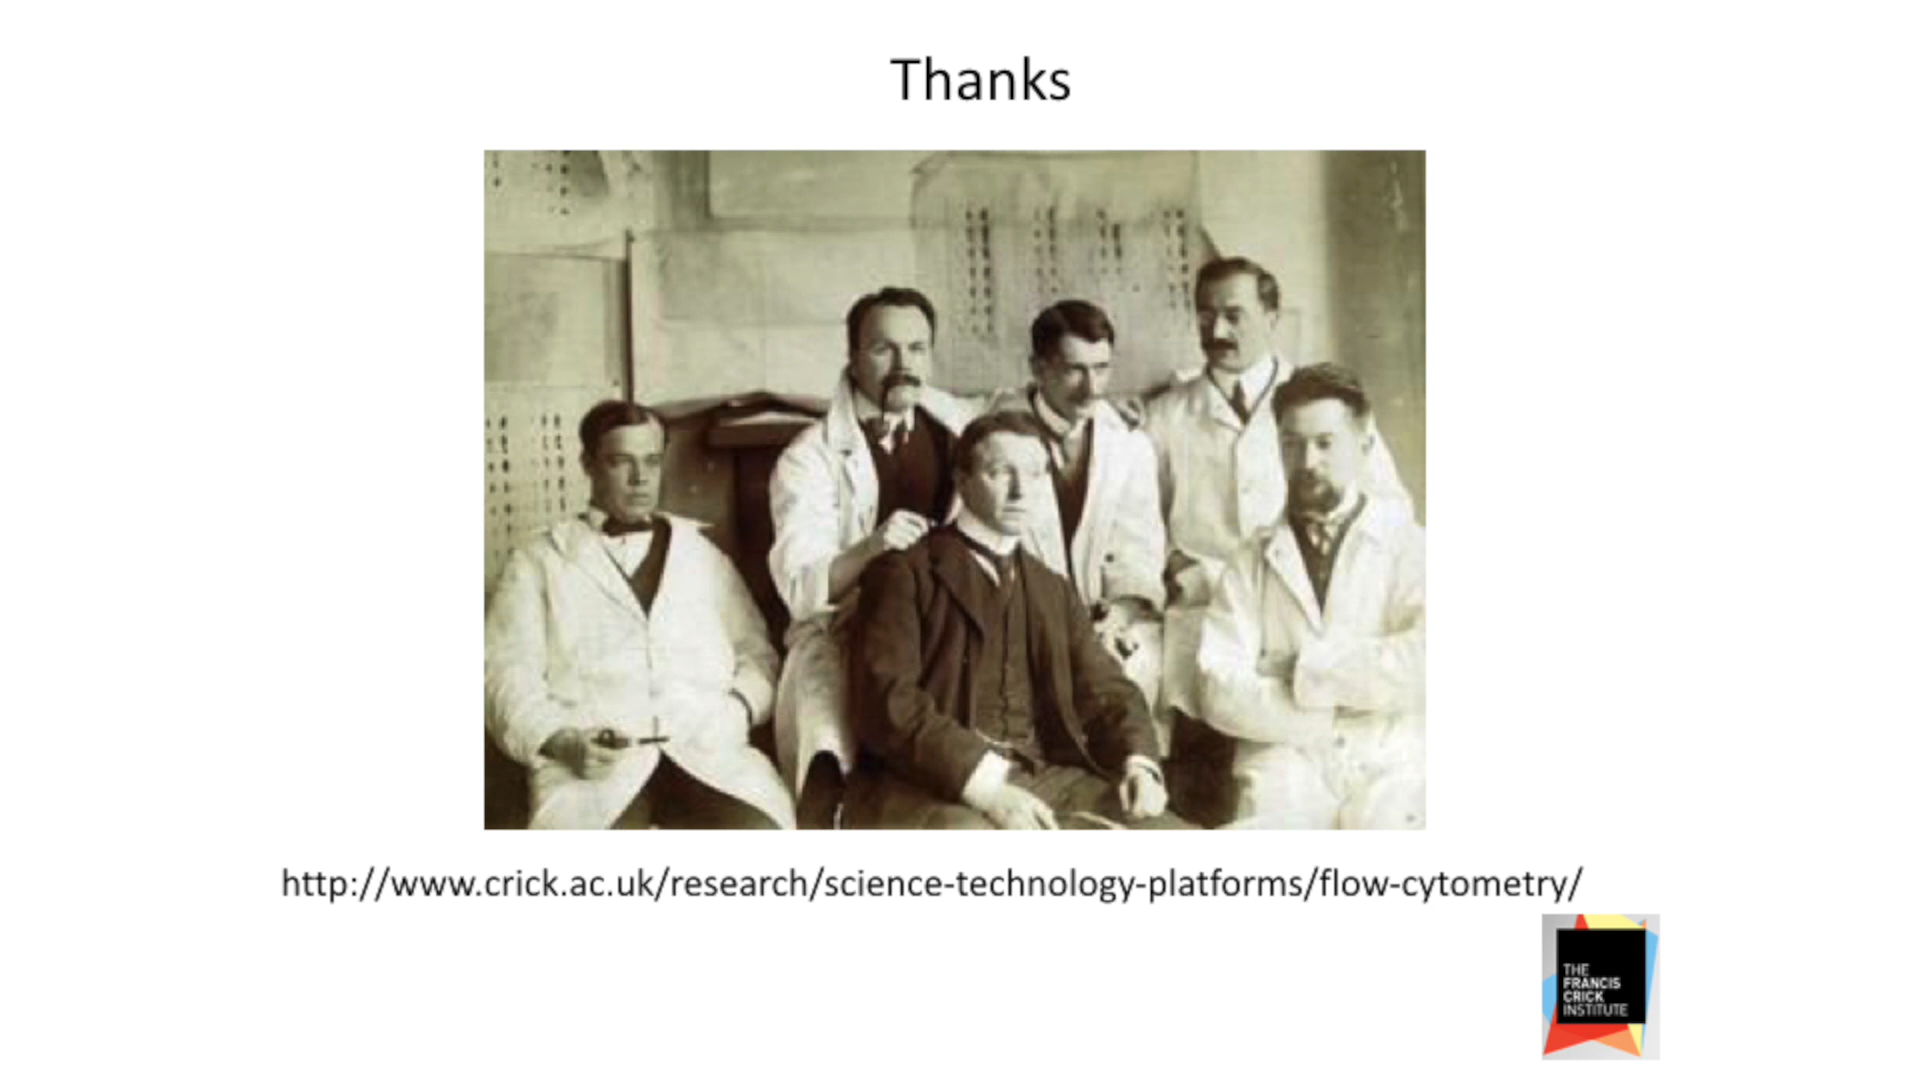 Thanks
http://www.crick.ac.uk/research/science-technology-platforms/flow-cytometry/
THE
FRANCIS
CRICK
INSTITUTE